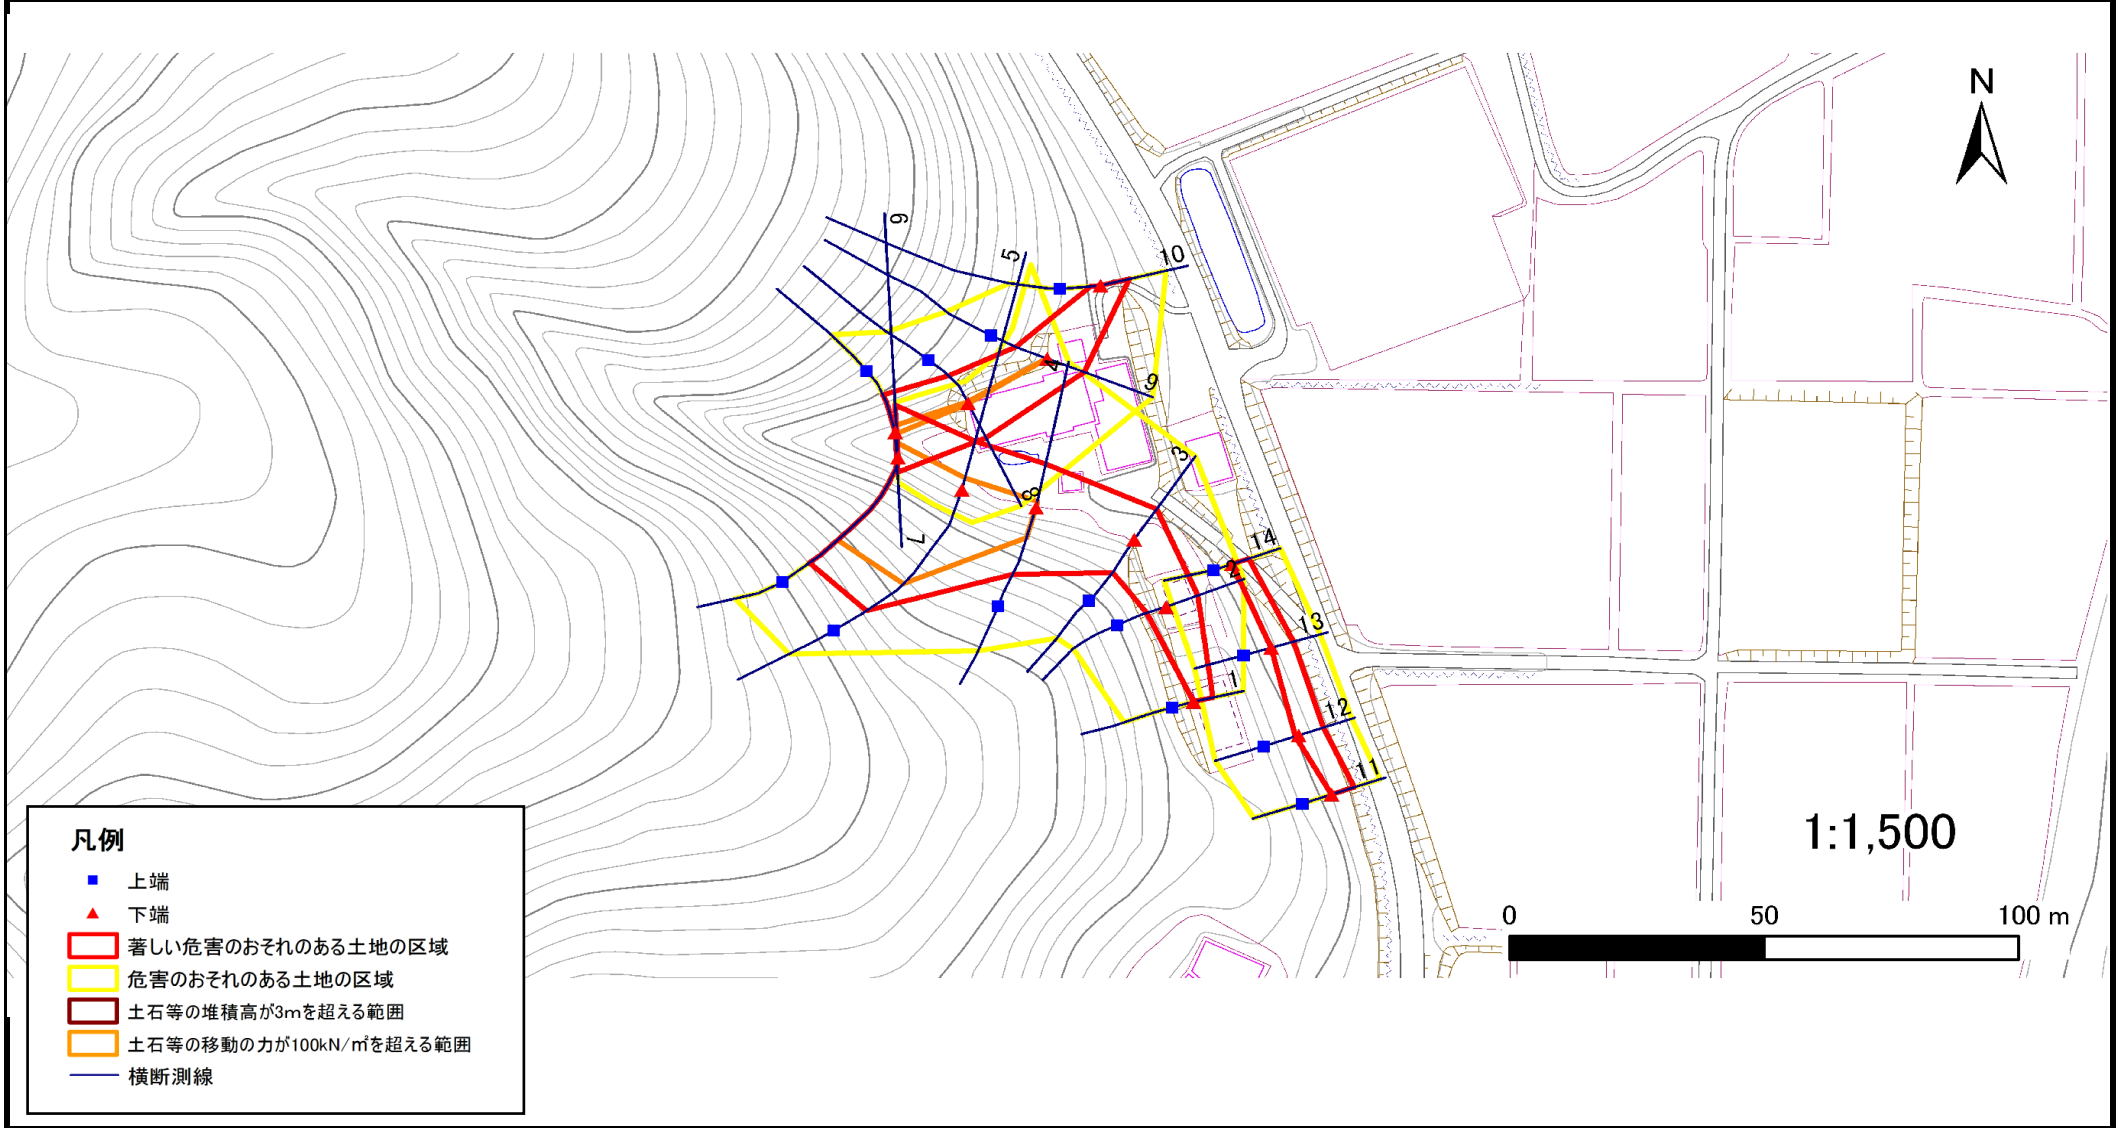 N
6
5
10
4
9
3
8
7
14
2
13
1
12
11
1:1,500
0 50 100 m
凡例
上端
下端
著しい危害のおそれのある土地の区域
危害のおそれのある土地の区域
土石等の堆積高が3mを超える範囲
土石等の移動の力が100kN/㎡を超える範囲
横断測線